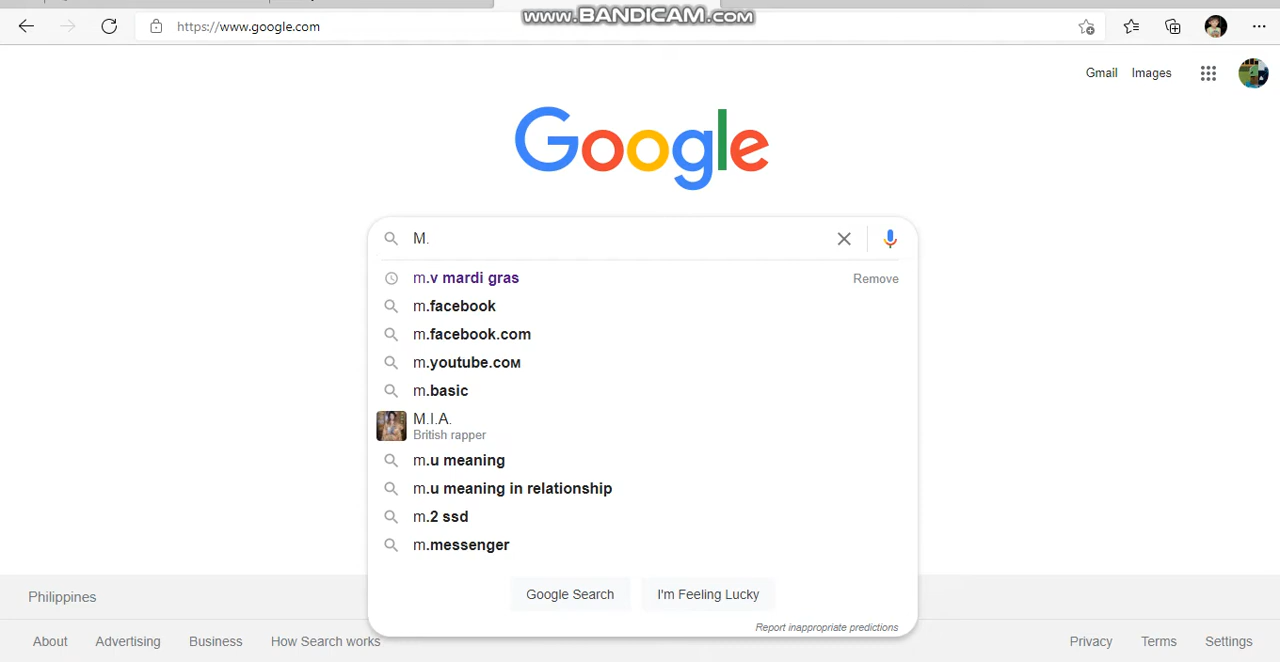 www.BANDICAM.com
https://www.google.com
Gmail Images
Google
M.
m.v mardi gras Remove
m.facebook
m.facebook.com
m.youtube.coм
m.basic
M.I.A.
British rapper
m.u meaning
m.u meaning in relationship
m.2 ssd
m.messenger
Google Search I'm Feeling Lucky
Philippines
Report inappropriate predictions
About Advertising Business How Search works Privacy Terms Settings